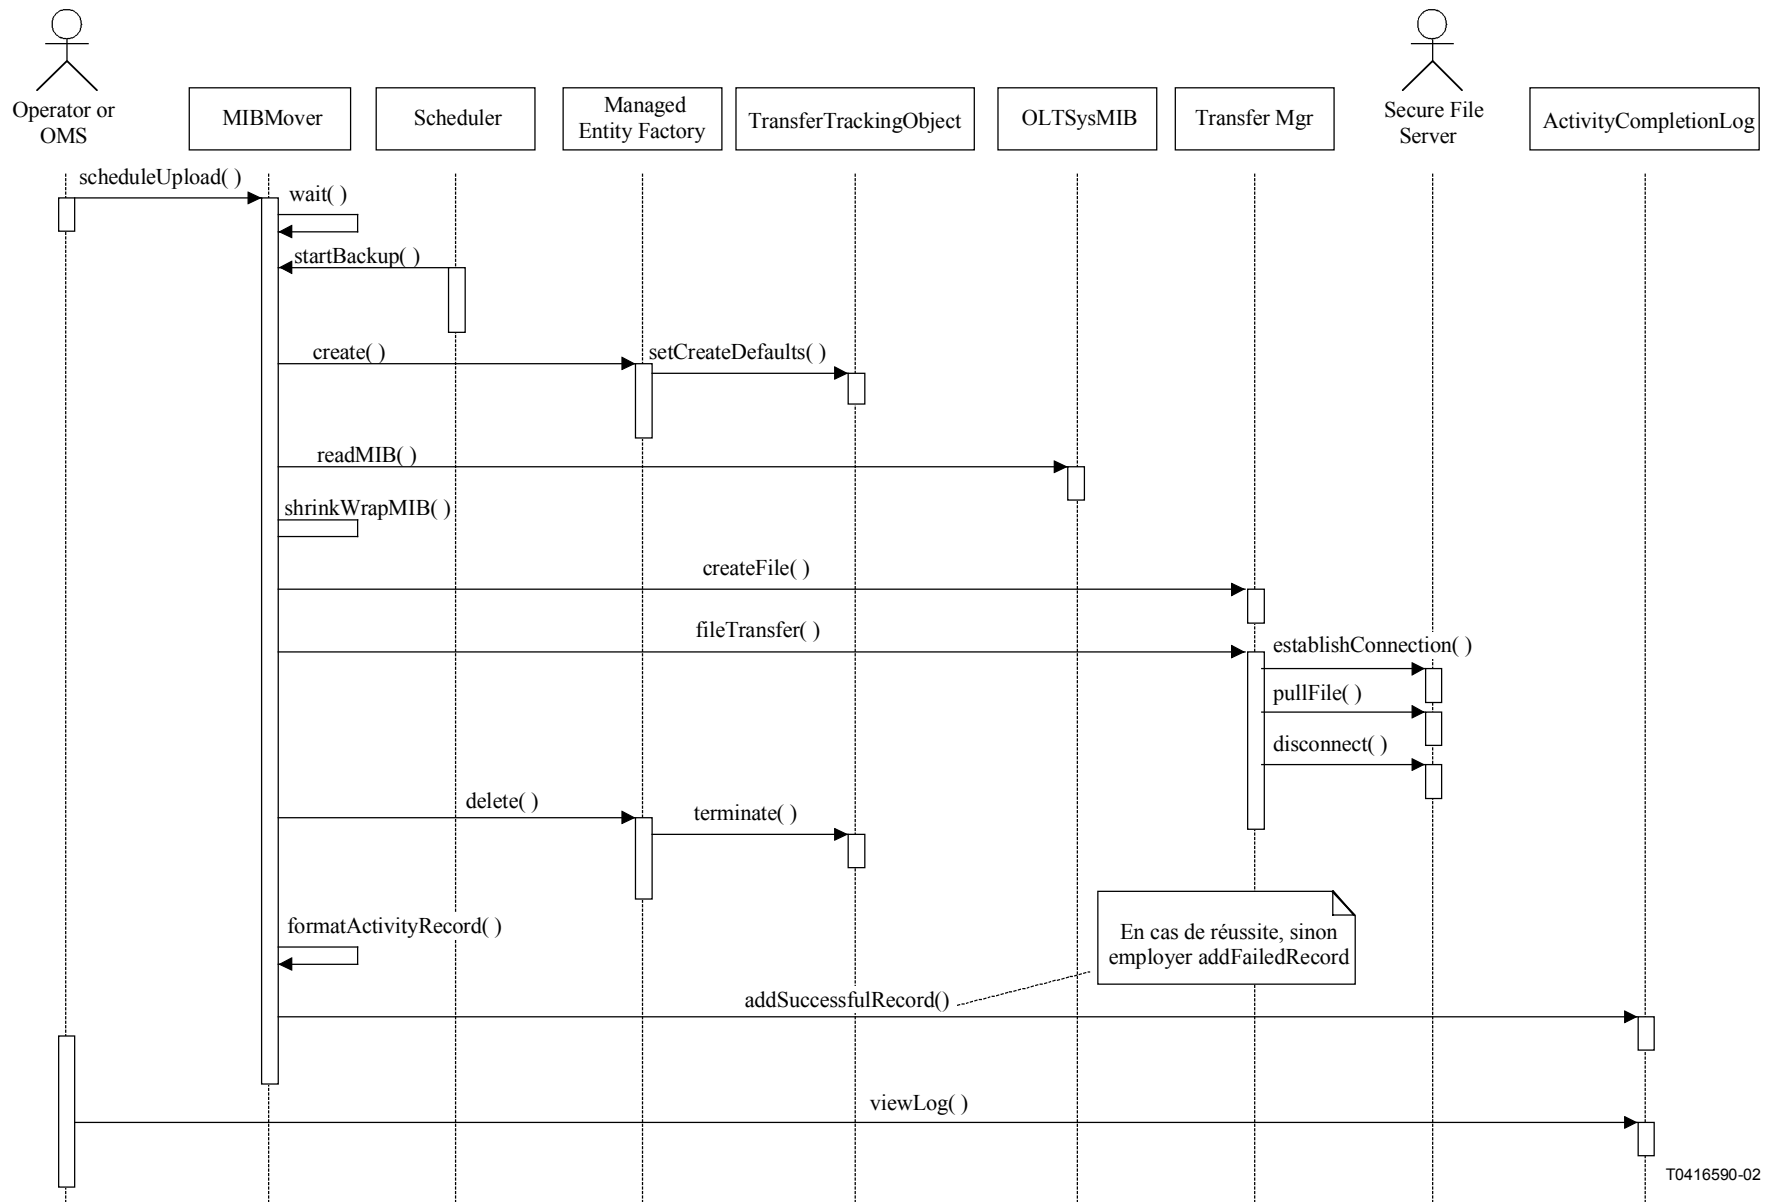 Operator or
OMS
MIBMover
Scheduler
Managed
Entity Factory
TransferTrackingObject
OLTSysMIB
Transfer Mgr
Secure File
Server
ActivityCompletionLog
scheduleUpload( )
wait( )
startBackup( )
create( )
setCreateDefaults( )
readMIB( )
shrinkWrapMIB( )
createFile( )
fileTransfer( )
establishConnection( )
pullFile( )
disconnect( )
delete( )
terminate( )
formatActivityRecord( )
En cas de réussite, sinon
employer addFailedRecord
addSuccessfulRecord()
viewLog( )
T0416590-02